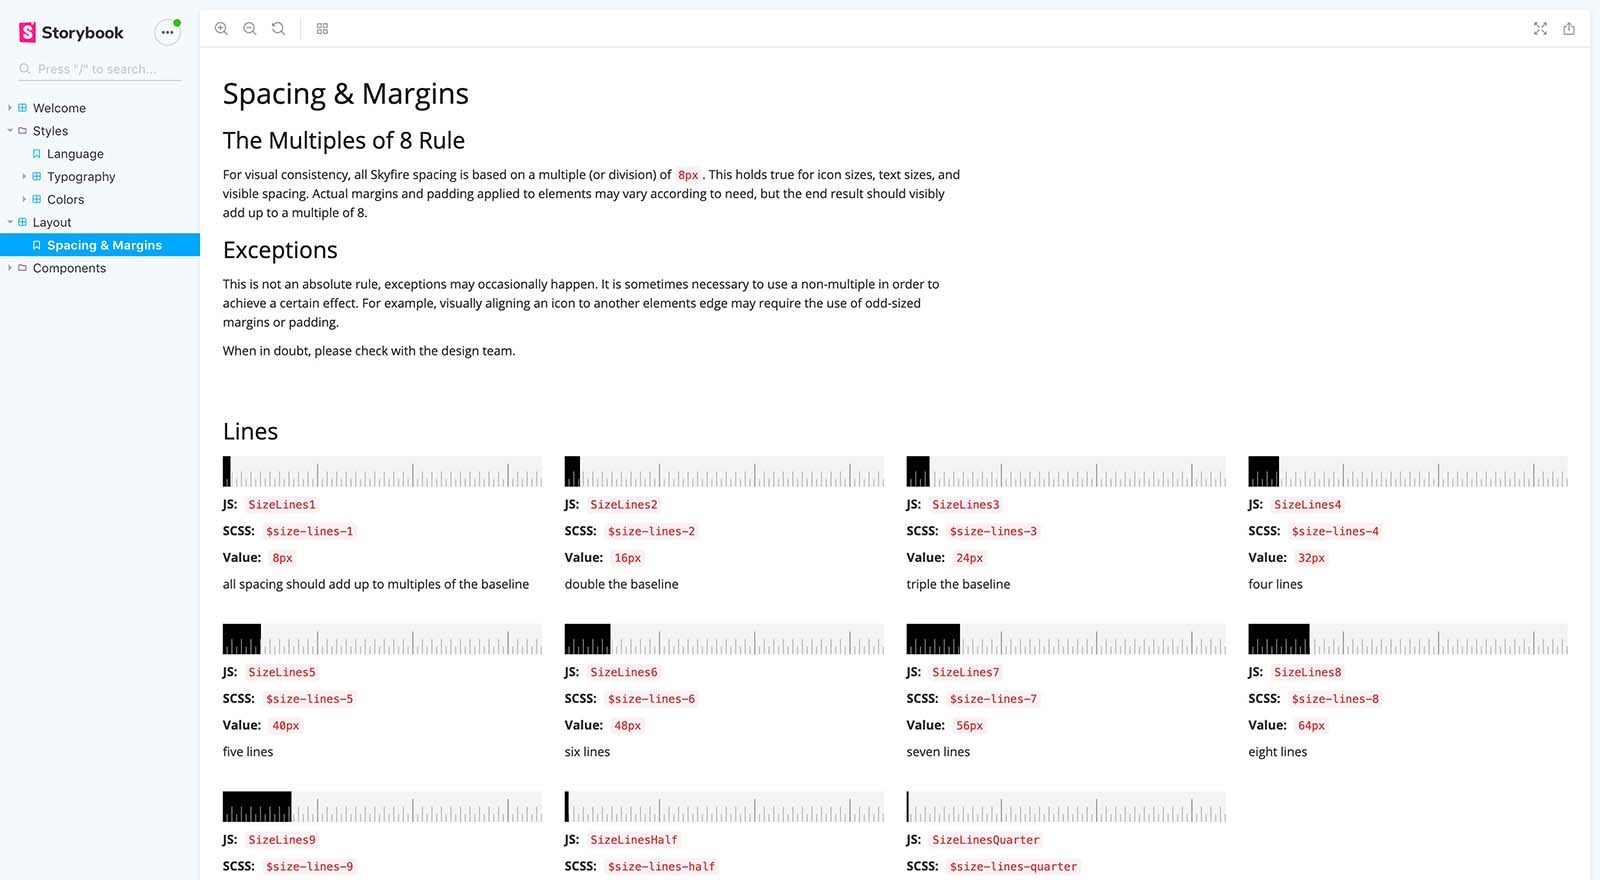 Storybook
Press "/" to search...
Welcome
Styles
Language
Typography
Colors
Layout
Spacing & Margins
Components
Spacing & Margins
The Multiples of 8 Rule
For visual consistency, all Skyfire spacing is based on a multiple (or division) of 8px . This holds true for icon sizes, text sizes, and
visible spacing. Actual margins and padding applied to elements may vary according to need, but the end result should visibly
add up to a multiple of 8.
Exceptions
This is not an absolute rule, exceptions may occasionally happen. It is sometimes necessary to use a non-multiple in order to
achieve a certain effect. For example, visually aligning an icon to another elements edge may require the use of odd-sized
margins or padding.
When in doubt, please check with the design team.
Lines
JS: SizeLines1
SCSS: $size-lines-1
Value: 8px
all spacing should add up to multiples of the baseline
JS: SizeLines2
SCSS: $size-lines-2
Value: 16px
double the baseline
JS: SizeLines3
SCSS: $size-lines-3
Value: 24px
triple the baseline
JS: SizeLines4
SCSS: $size-lines-4
Value: 32px
four lines
JS: SizeLines5
SCSS: $size-lines-5
Value: 40px
five lines
JS: SizeLines6
SCSS: $size-lines-6
Value: 48px
six lines
JS: SizeLines7
SCSS: $size-lines-7
Value: 56px
seven lines
JS: SizeLines8
SCSS: $size-lines-8
Value: 64px
eight lines
JS: SizeLines9
SCSS: $size-lines-9
JS: SizeLinesHalf
SCSS: $size-lines-half
JS: SizeLinesQuarter
SCSS: $size-lines-quarter